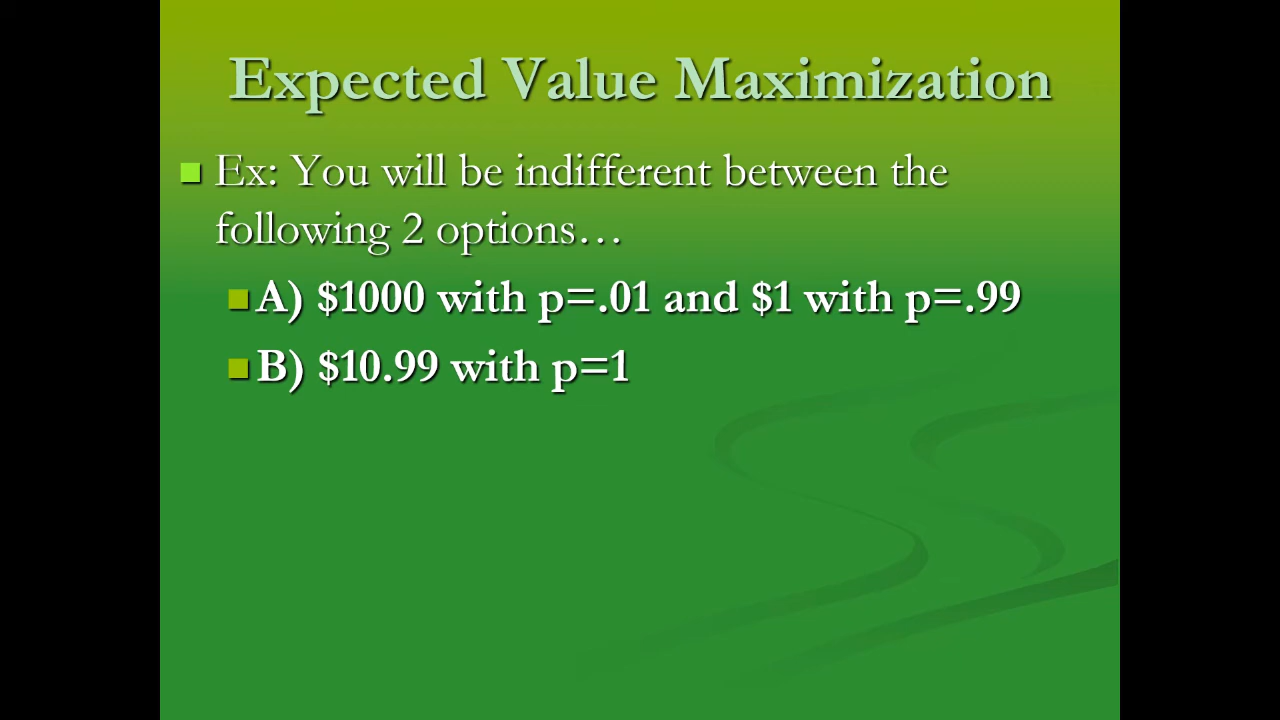 Expected Value Maximization
Ex: You will be indifferent between the
following 2 options…
A) $1000 with p=.01 and $1 with p=.99
B) $10.99 with p=1